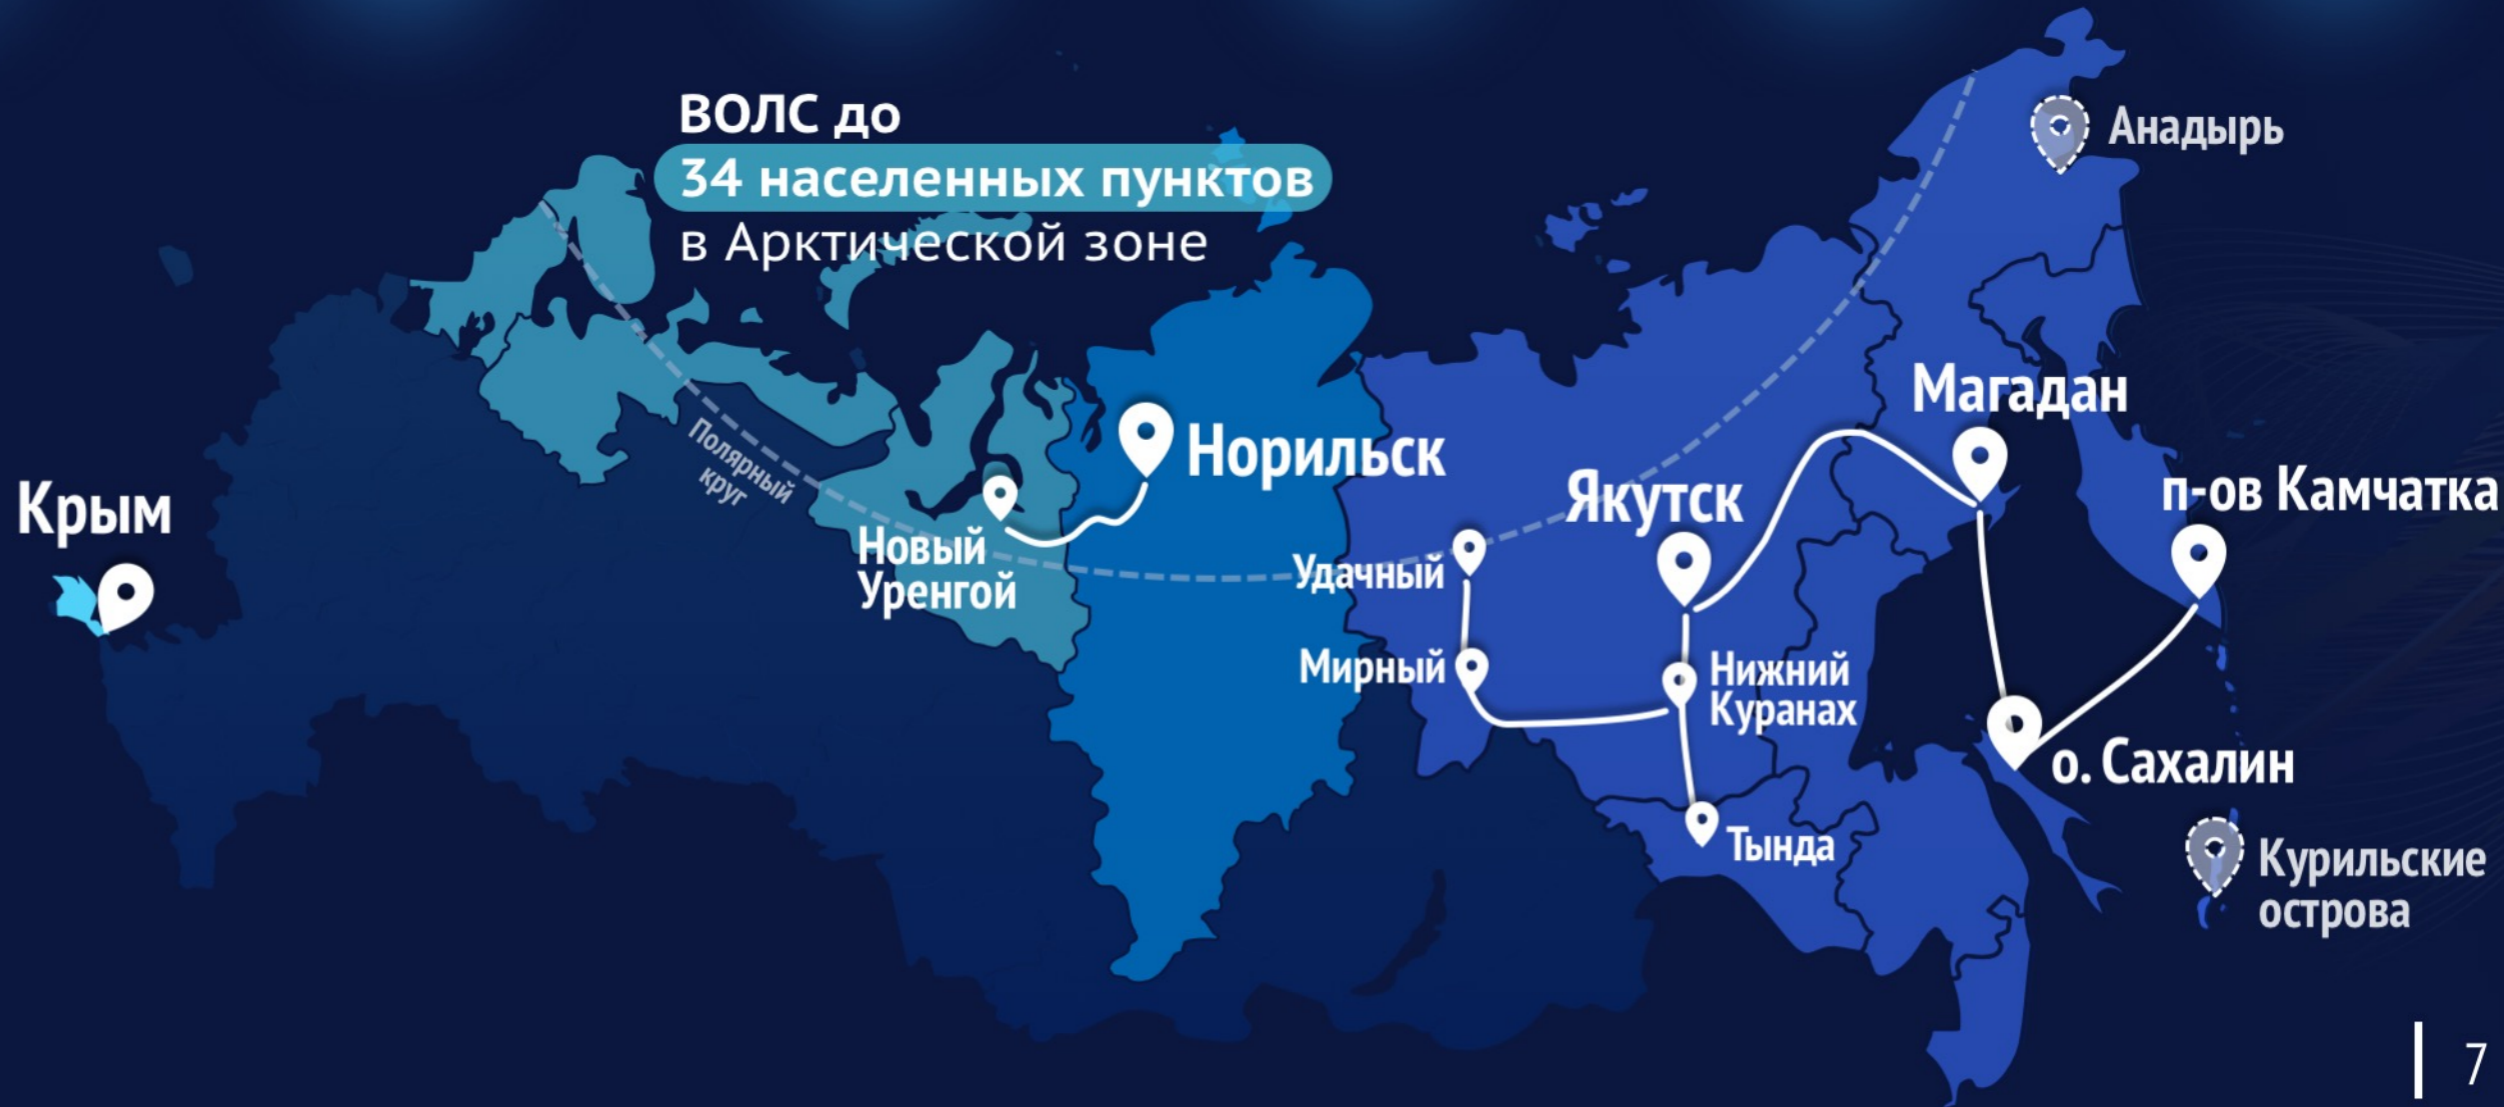 ВОЛС до
34 населенных пунктов
в Арктической зоне
Анадырь
Магадан
Норильск
п-ов Камчатка
Якутск
Крым
Полярный
круг
Новый
Уренгой
Удачный
Мирный
Нижний
Куранах
о. Сахалин
Тында
Курильские
острова
7